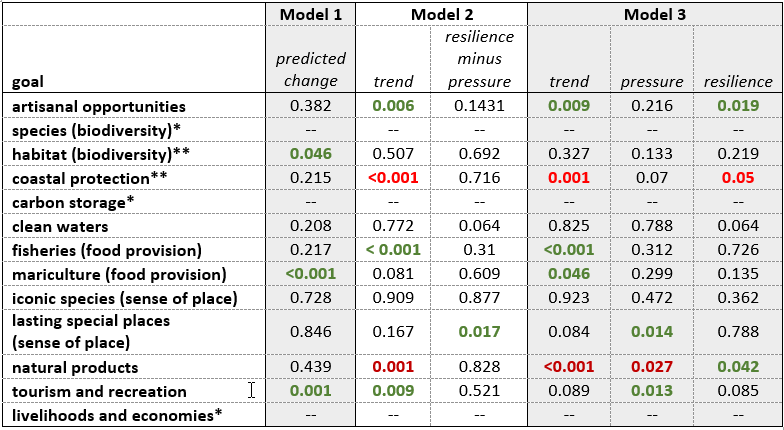 Model 1 Model 2 Model 3
goal predicted change trend resilience minus pressure trend pressure resilience
artisanal opportunities 0.382 0.006 0.1431 0.009 0.216 0.019
species (biodiversity)* -- -- -- -- -- --
habitat (biodiversity)** 0.046 0.507 0.692 0.327 0.133 0.219
coastal protection** 0.215 <0.001 0.716 0.001 0.07 0.05
carbon storage* -- -- -- -- -- --
clean waters 0.208 0.772 0.064 0.825 0.788 0.064
fisheries (food provision) 0.217 < 0.001 0.31 <0.001 0.312 0.726
mariculture (food provision) <0.001 0.081 0.609 0.046 0.299 0.135
iconic species (sense of place) 0.728 0.909 0.877 0.923 0.472 0.362
lasting special places (sense of place) 0.846 0.167 0.017 0.084 0.014 0.788
natural products 0.439 0.001 0.828 <0.001 0.027 0.042
tourism and recreation 0.001 0.009 0.521 0.089 0.013 0.085
livelihoods and economies* -- -- -- -- -- --